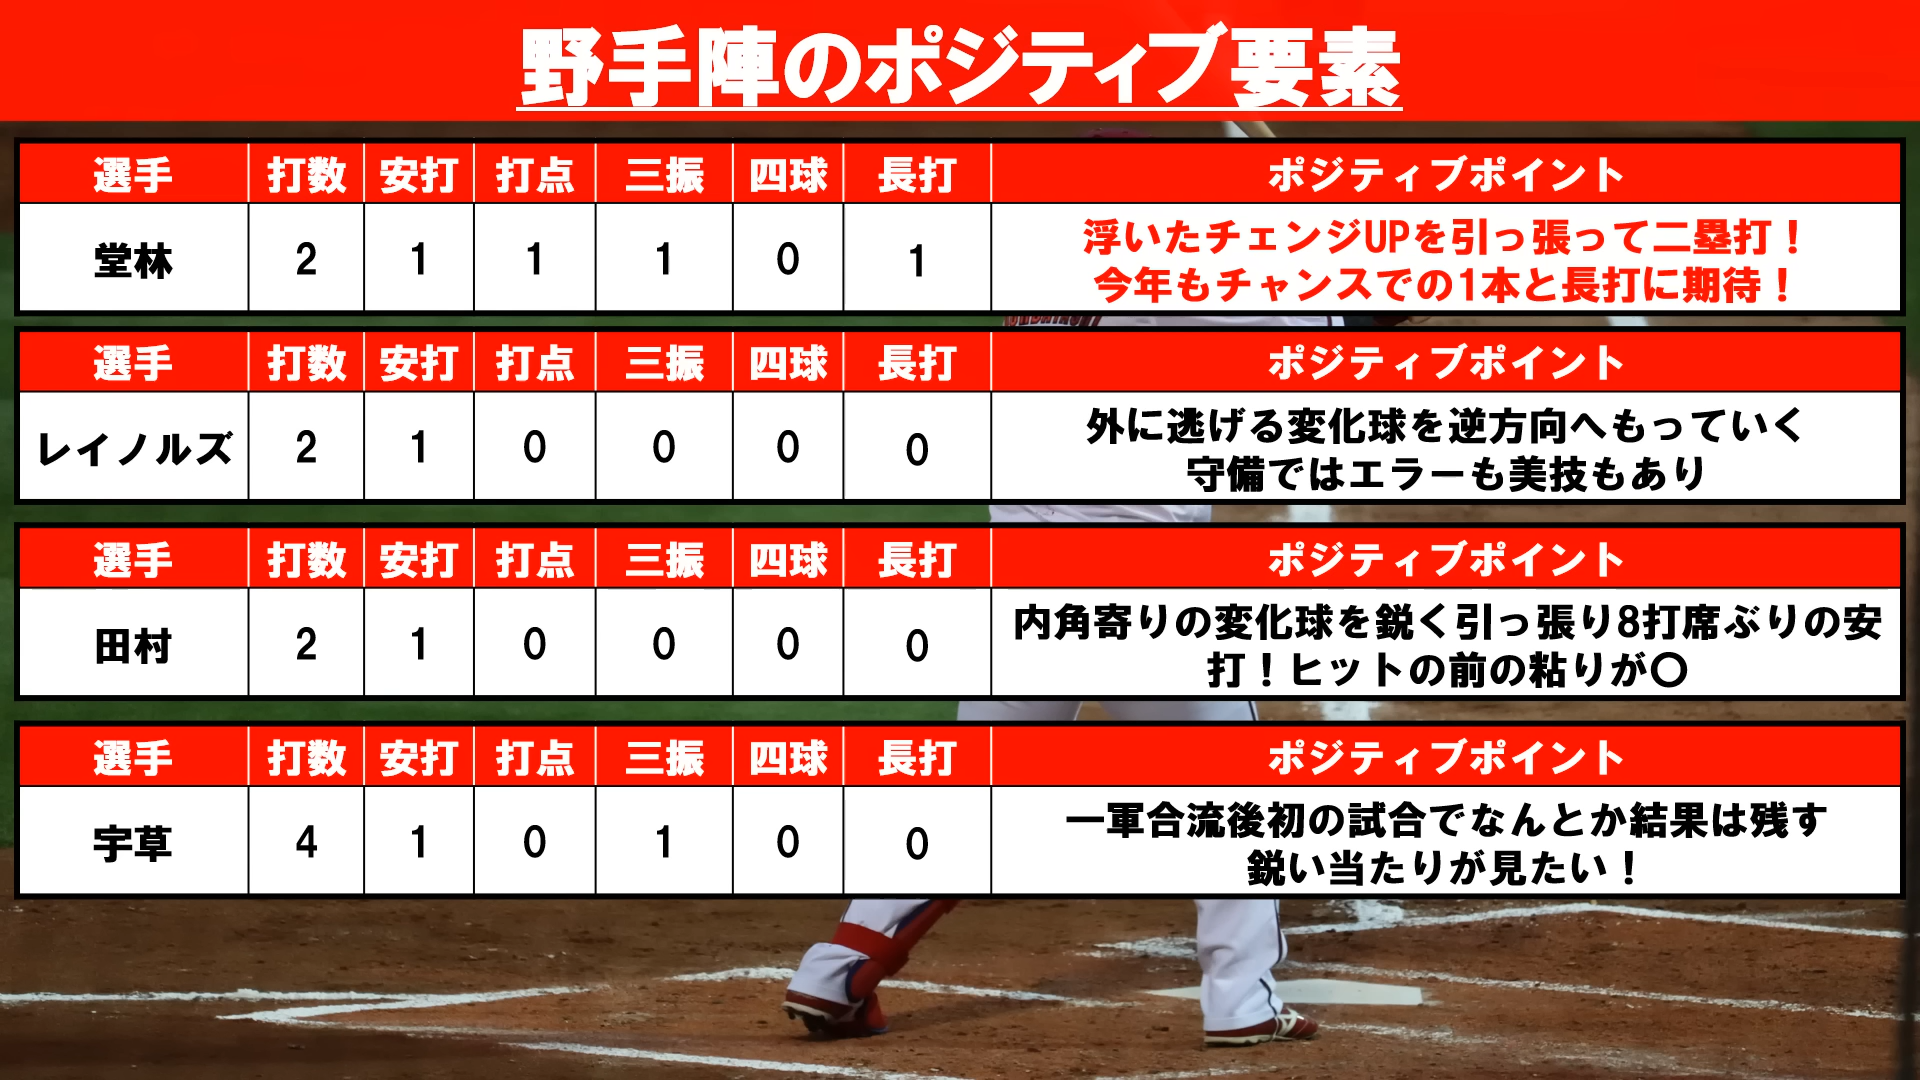 野手陣のポジティブ要素
選手 打数 安打 打点 三振 四球 長打 ポジティブポイント
堂林 2 1 1 1 0 1 浮いたチェンジUPを引っ張って二塁打！
今年もチャンスでの1本と長打に期待！
選手 打数 安打 打点 三振 四球 長打 ポジティブポイント
レイノルズ 2 1 0 0 0 0 外に逃げる変化球を逆方向へもっていく
守備ではエラーも美技もあり
選手 打数 安打 打点 三振 四球 長打 ポジティブポイント
田村 2 1 0 0 0 0 内角寄りの変化球を鋭く引っ張り8打席ぶりの安
打！ヒットの前の粘りが〇
選手 打数 安打 打点 三振 四球 長打 ポジティブポイント
宇草 4 1 0 1 0 0 一軍合流後初の試合でなんとか結果は残す
鋭い当たりが見たい！